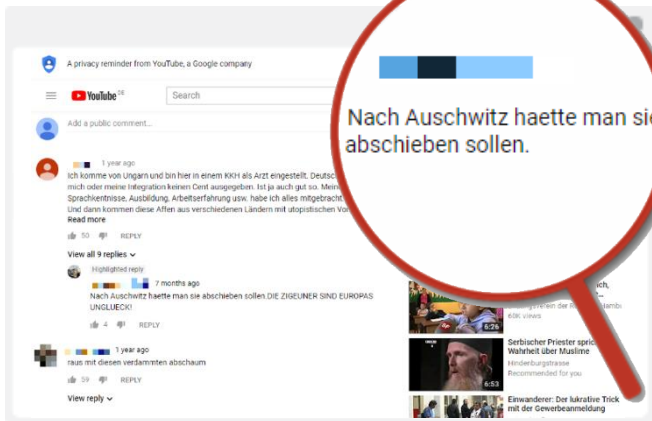 A privacy reminder from YouTube, a Google company
YouTube DE
Search
Add a public comment...
1 year ago
Ich komme von Ungarn und bin hier in einem KKH als Arzt eingestellt.
mich oder meine Integration keinen Cent ausgegeben. Ist ja auch gut so.
Sprachkentnisse, Ausbildung, Arbeitserfahrung usw. habe ich alles mitgebracht
Und dann kommen diese Affen aus verschiedenen Ländern mit utopistischen
Read more
50 REPLY
View all 9 replies
Highlighted reply
7 months ago
Nach Auschwitz haette man sie abschieben sollen.DIE ZIGEUNER SIND EUROPAS
UNGLUECK!
4 REPLY
1 year ago
raus mit diesen verdammten abschaum
59 REPLY
View reply
Nach Auschwitz haette man sie
abschieben sollen.
60K views
6:26
Serbischer Priester
Wahrheit über Muslime
Hindenburgstrasse
Recommended for you
6:53
Einwanderer: Der lukrative Trick
mit der Gewerbeanmeldung